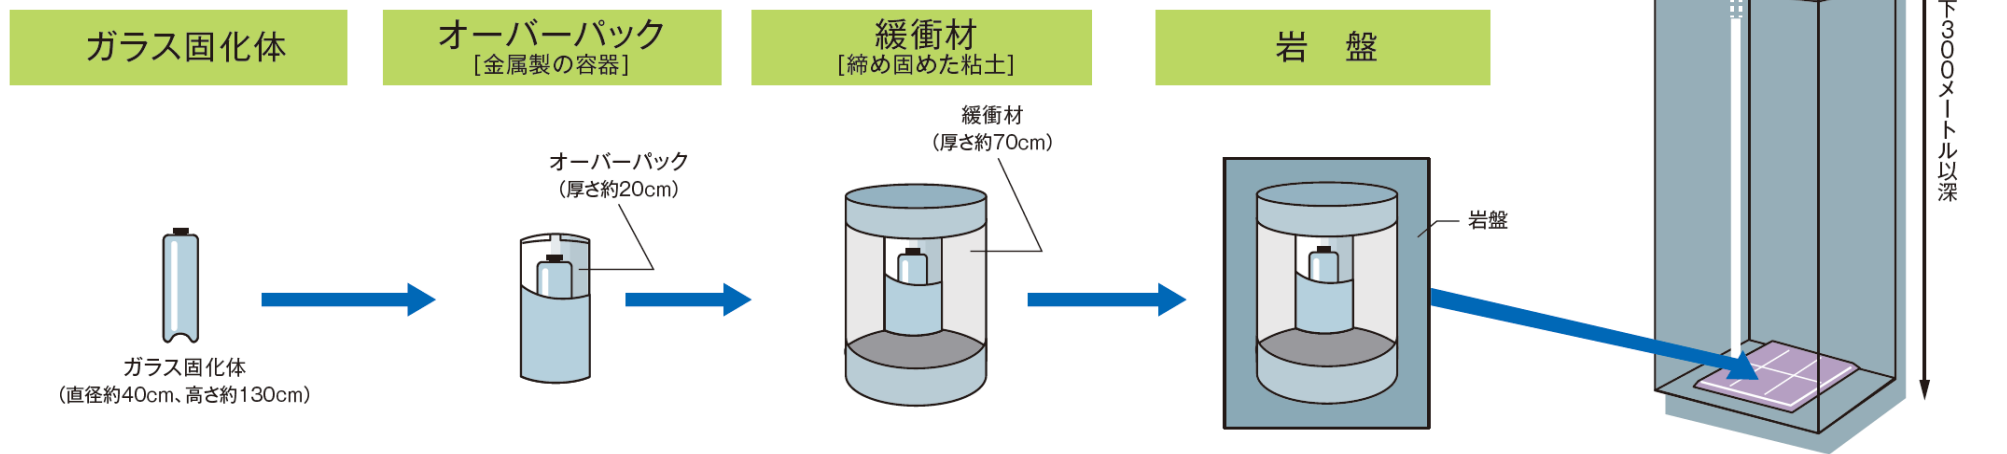 ガラス固化体
オーバーパック
[金属製の容器]
緩衝材
[締め固めた粘土]
岩 盤
ガラス固化体
(直径約40cm、高さ約130cm)
オーバーパック
(厚さ約20cm)
緩衝材
(厚さ約70cm)
岩盤
下300メートル以深